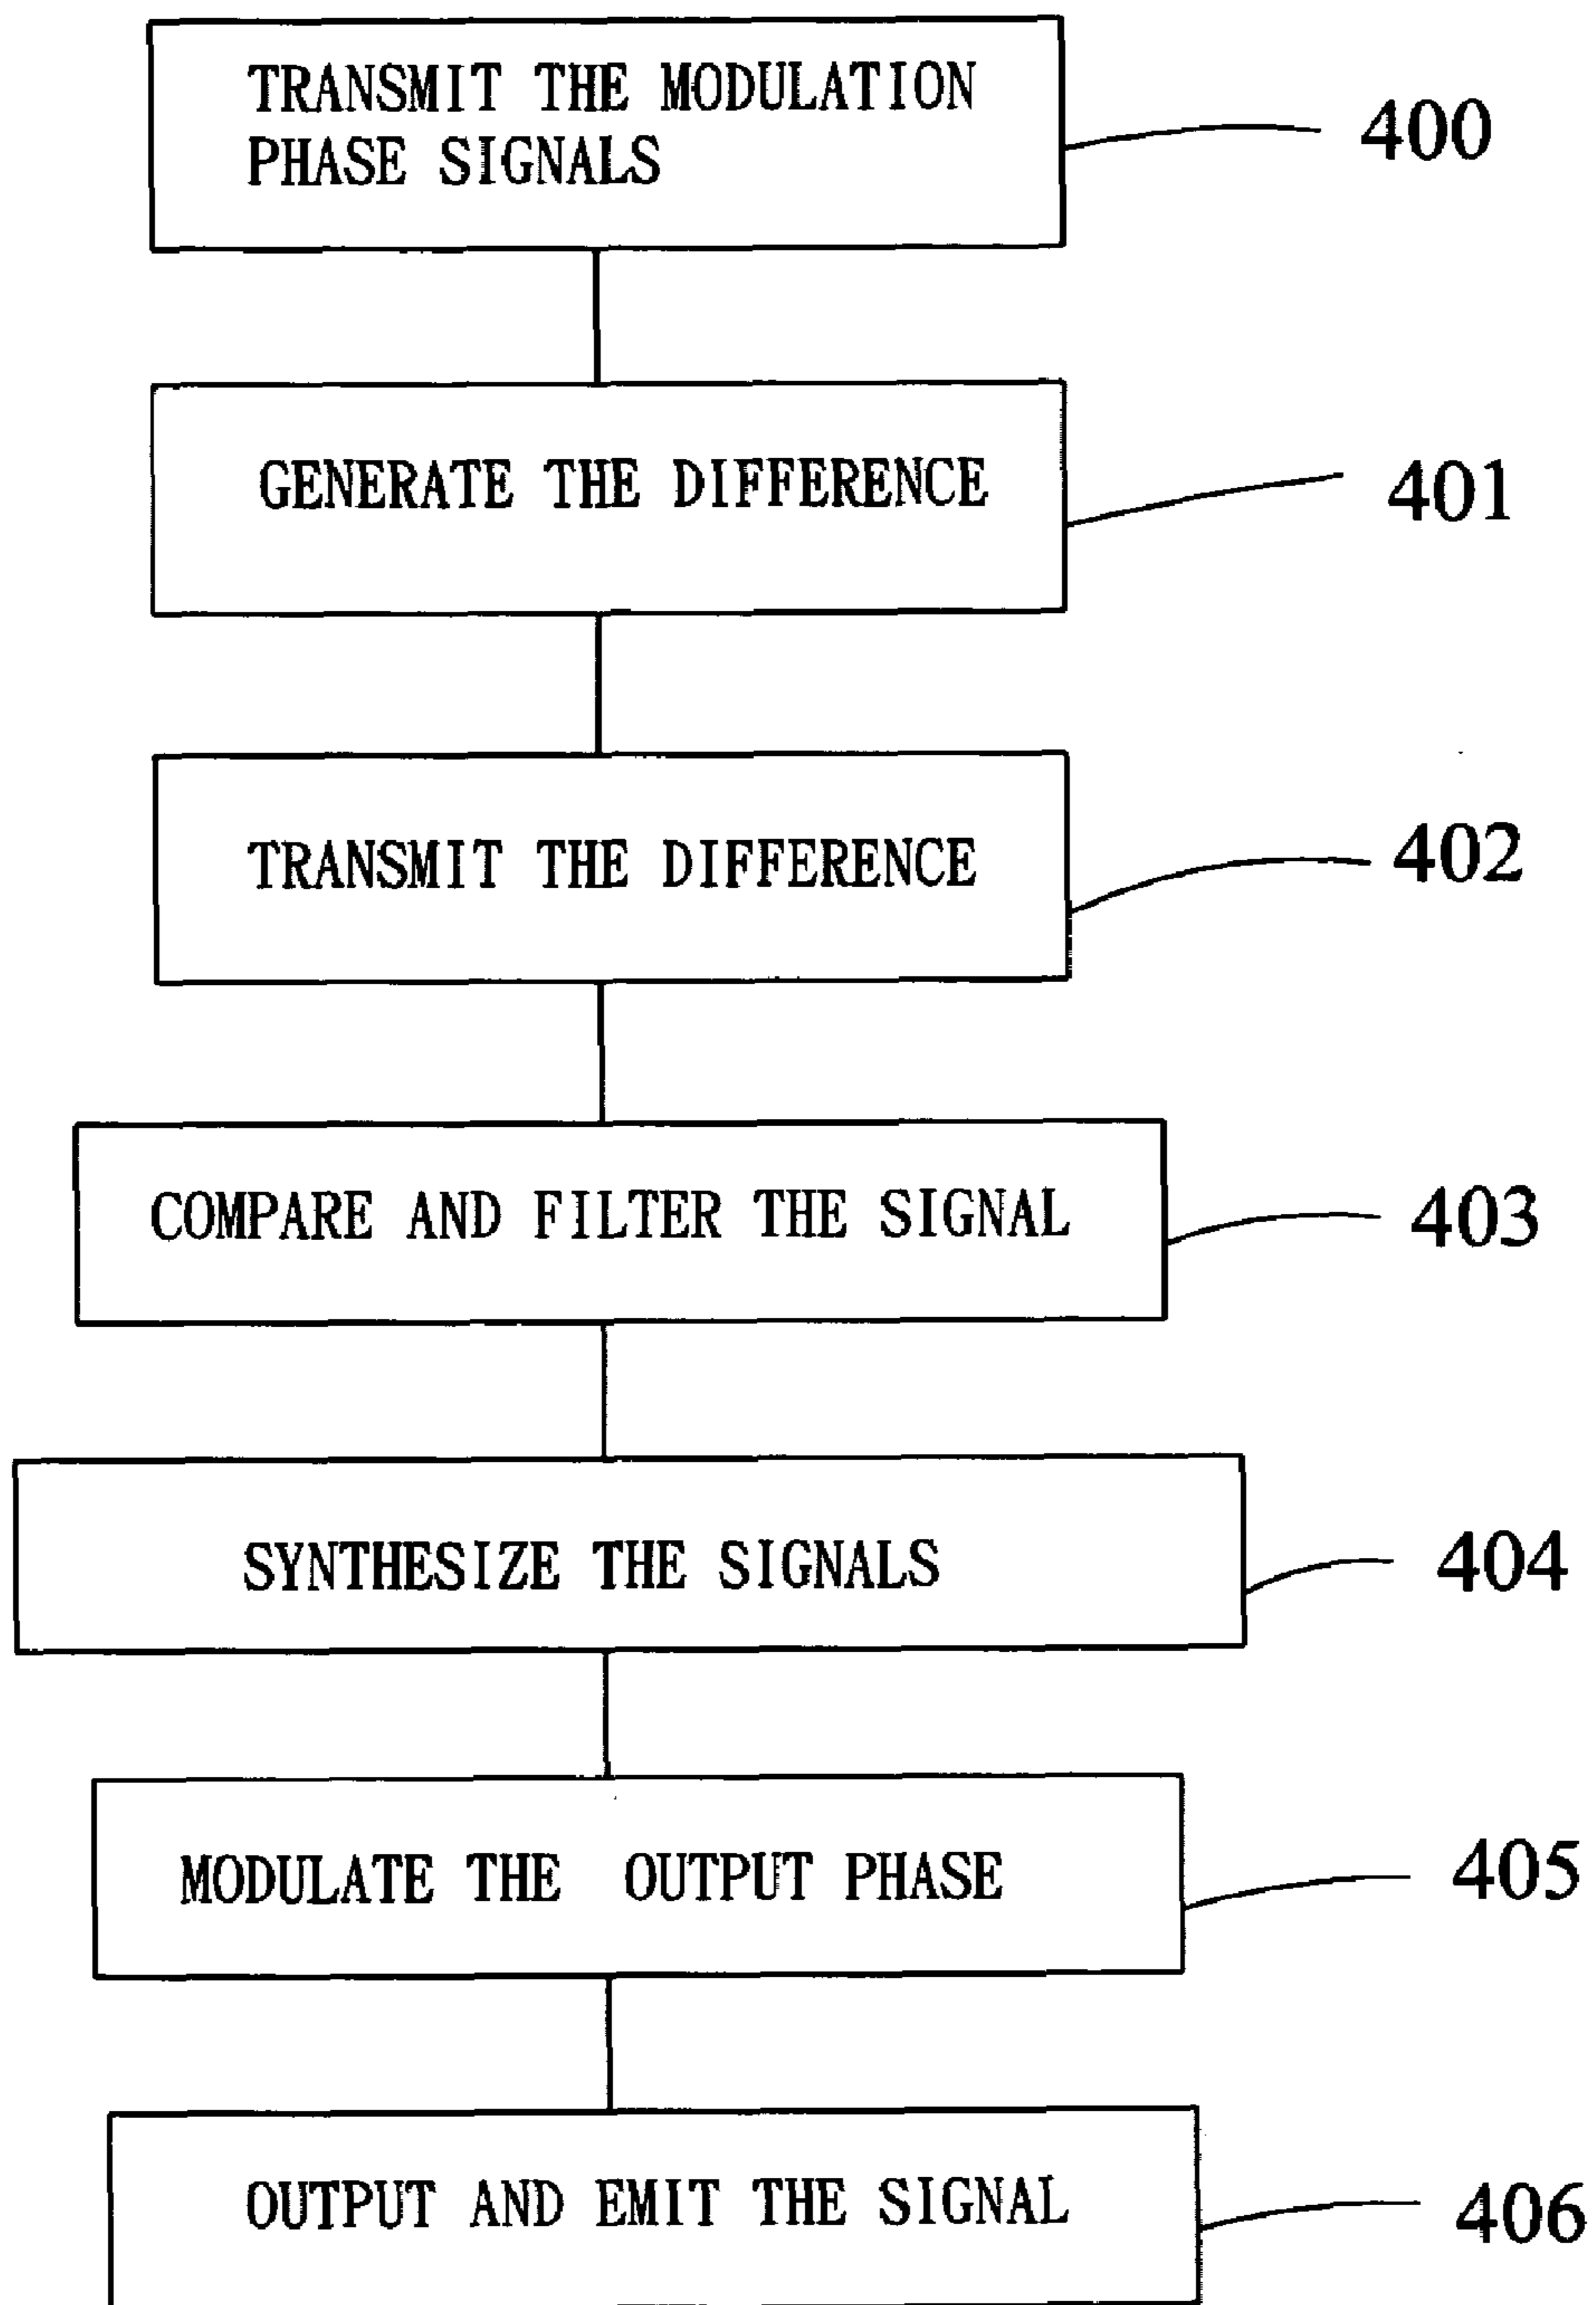 TRANSMIT THE MODULATION
PHASE SIGNALS
400
GENERATE THE DIFFERENCE
401
TRANSMIT THE DIFFERENCE
402
COMPARE AND FILTER THE SIGNAL
403
SYNTHESIZE THE SIGNALS
404
MODULATE THE OUTPUT PHASE
405
OUTPUT AND EMIT THE SIGNAL
406